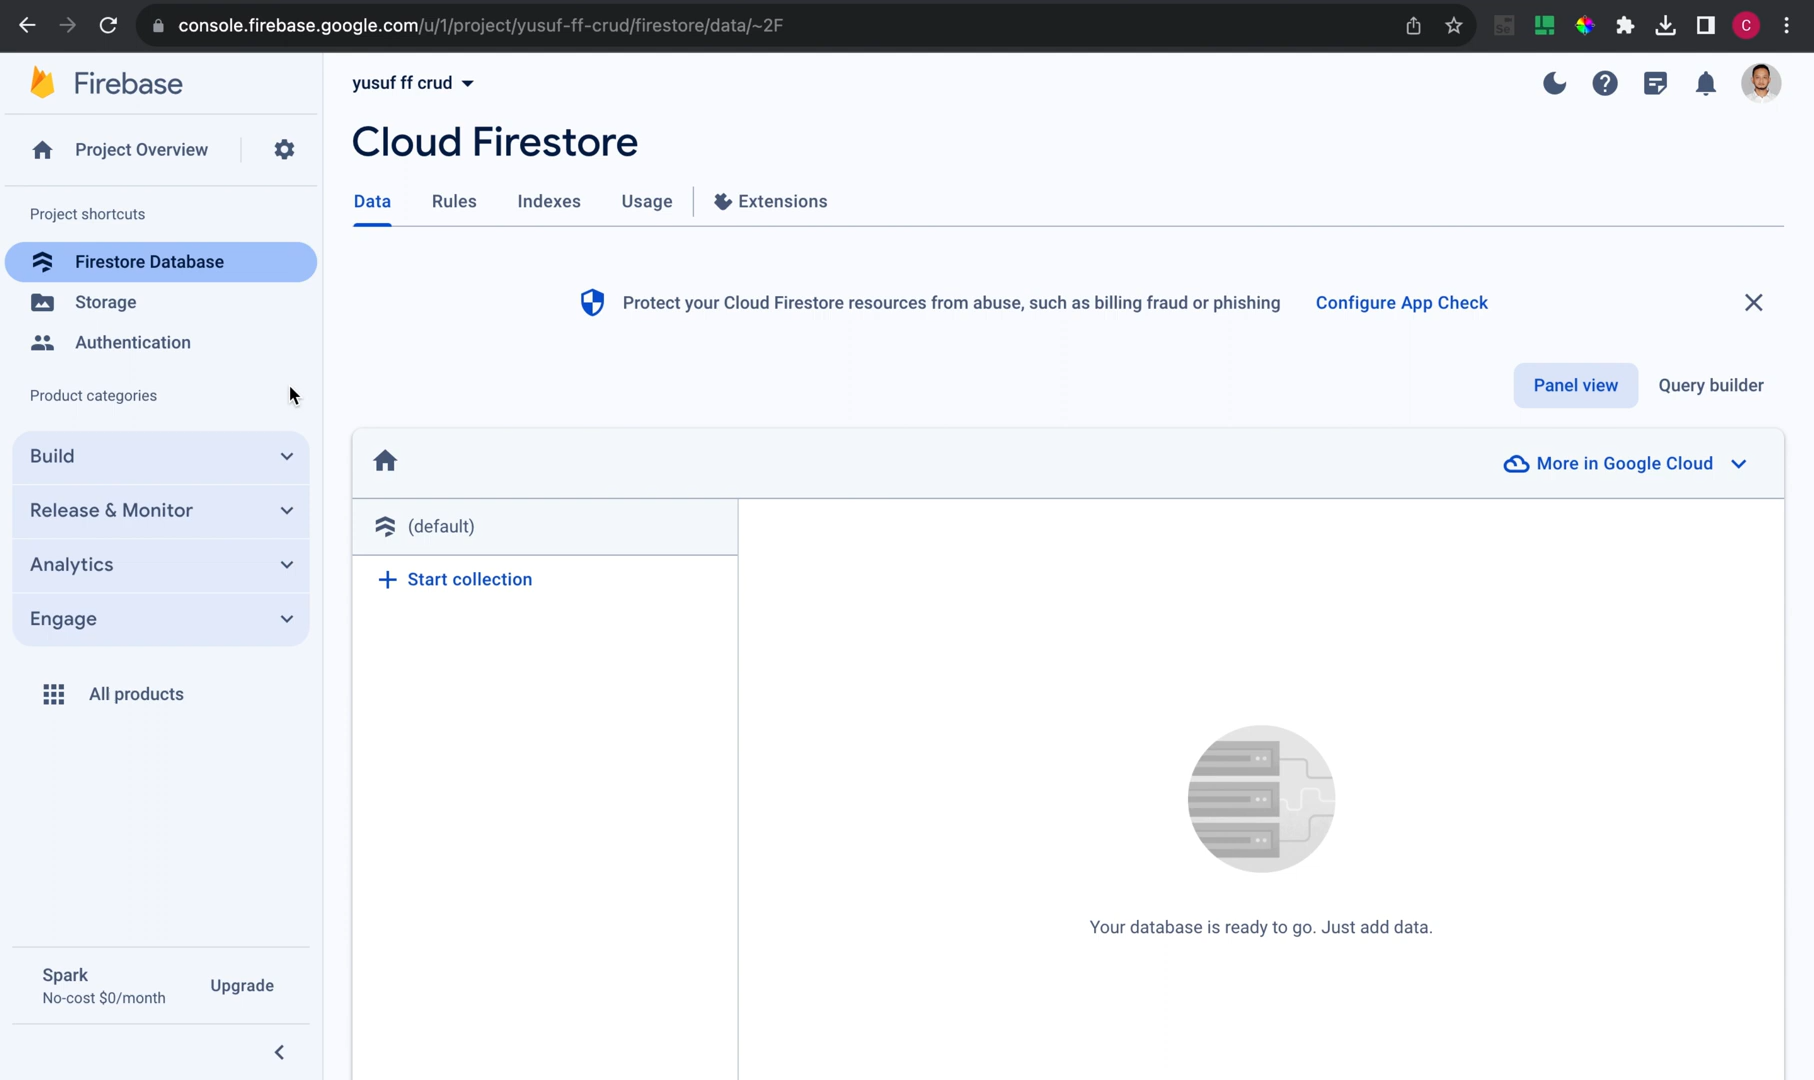 console.firebase.google.com/u/1/project/yusuf-ff-crud/firestore/data/~2F
C
Firebase
yusuf ff crud
Project Overview
Cloud Firestore
Data
Rules
Indexes
Usage
Extensions
Project shortcuts
Firestore Database
Storage
Authentication
Protect your Cloud Firestore resources from abuse, such as billing fraud or phishing
Configure App Check
Product categories
Panel view
Query builder
Build
More in Google Cloud
Release & Monitor
(default)
Analytics
Start collection
Engage
All products
Your database is ready to go. Just add data.
Spark
No-cost $0/month
Upgrade